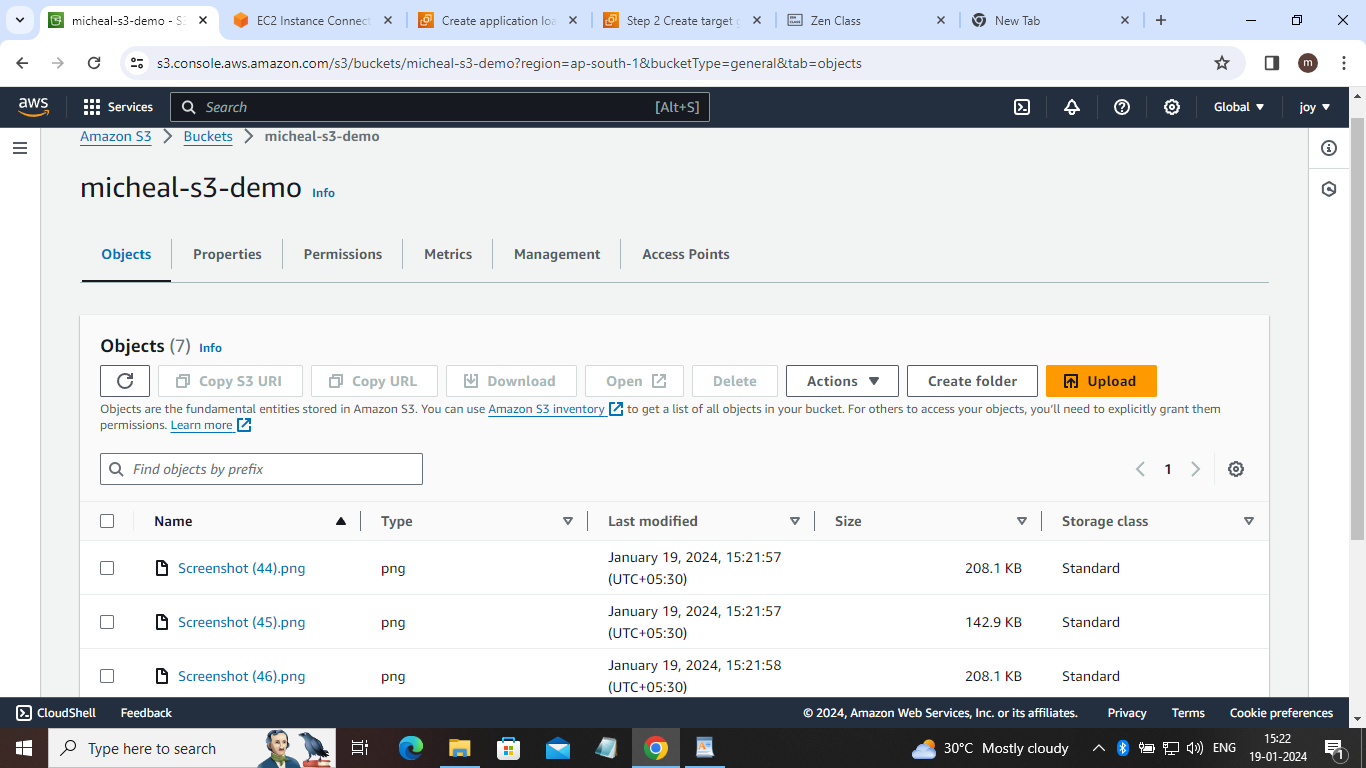 micheal-s3-demo - S3
EC2 Instance Connect
Create application loa
Step 2 Create target g
Zen Class
New Tab
s3.console.aws.amazon.com/s3/buckets/micheal-s3-demo?region=ap-south-1&bucketType=general&tab=objects
m
aws
Services
Search
[Alt+S]
Global
joy
Amazon S3
Buckets
micheal-s3-demo
micheal-s3-demo Info
Objects
Properties
Permissions
Metrics
Management
Access Points
Objects (7) Info
Copy S3 URI
Copy URL
Download
Open
Delete
Actions
Create folder
Upload
Objects are the fundamental entities stored in Amazon S3. You can use Amazon S3 inventory to get a list of all objects in your bucket. For others to access your objects, you'll need to explicitly grant them
permissions. Learn more
Find objects by prefix
1
Name Type Last modified Size Storage class
Screenshot (44).png png January 19, 2024, 15:21:57 208.1 KB Standard
(UTC+05:30)
Screenshot (45).png png January 19, 2024, 15:21:57 142.9 KB Standard
(UTC+05:30)
Screenshot (46).png png January 19, 2024, 15:21:58 208.1 KB Standard
(UTC+05:30)
CloudShell
Feedback
© 2024, Amazon Web Services, Inc. or its affiliates.
Privacy
Terms
Cookie preferences
Type here to search
30°C Mostly cloudy
ENG
15:22
19-01-2024
1